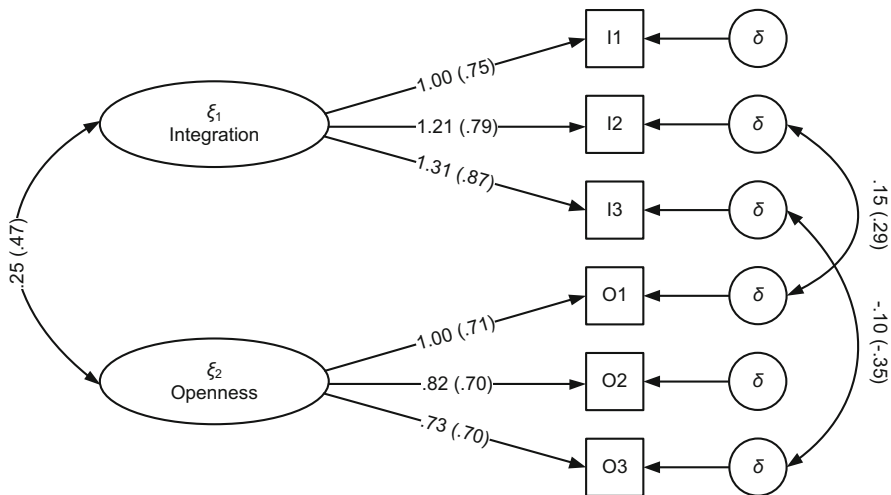 I1
δ
1.00 (.75)
ξ1
Integration
1.21 (.79)
I2
δ
1.31 (.87)
I3
δ
.15 (.29)
.25 (.47)
O1
δ
1.00 (.71)
-.10 (-.35)
ξ2
Openness
.82 (.70)
O2
δ
.73 (.70)
O3
δ